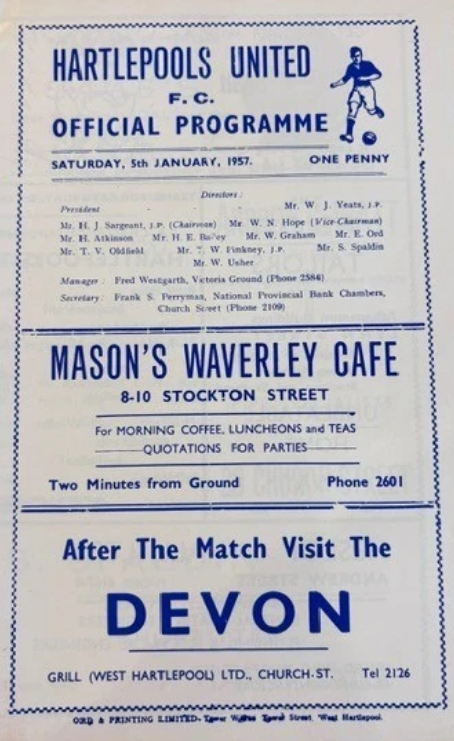 HARTLEPOOLS UNITED
F. C.
OFFICIAL PROGRAMME
SATURDAY, 5th JANUARY, 1957. ONE PENNY
Directors:
President Mr. W. J. Yeats, J.P.
Mr. H. J. Sargeant, J.P. (Chairman) Mr. W. N. Hope (Vice-Chairman)
Mr. H. Atkinson Mr. H. E. Mr. W. Graham Mr. E. Ord
Mr. T. V. Oldfield. Mr. T. W. Pinkney, J.P. Mr. S. Spaldin
Mr. W. Usher
Manager: Fred Westgarth, Victoria Ground (Phone 2584)
Secretary: Frank S. Perryman, National Provincial Bank Chambers,
Church Street (Phone 2109)
MASON'S WAVERLEY CAFE
8-10 STOCKTON STREET
For MORNING COFFEE, LUNCHEONS and TEAS
QUOTATIONS FOR PARTIES
Two Minutes from Ground Phone 2601
After The Match Visit The
DEVON
GRILL (WEST HARTLEPOOL) LTD., CHURCH-ST. Tel 2126
PRINTING LIMITED- Street, West Hartlepool.